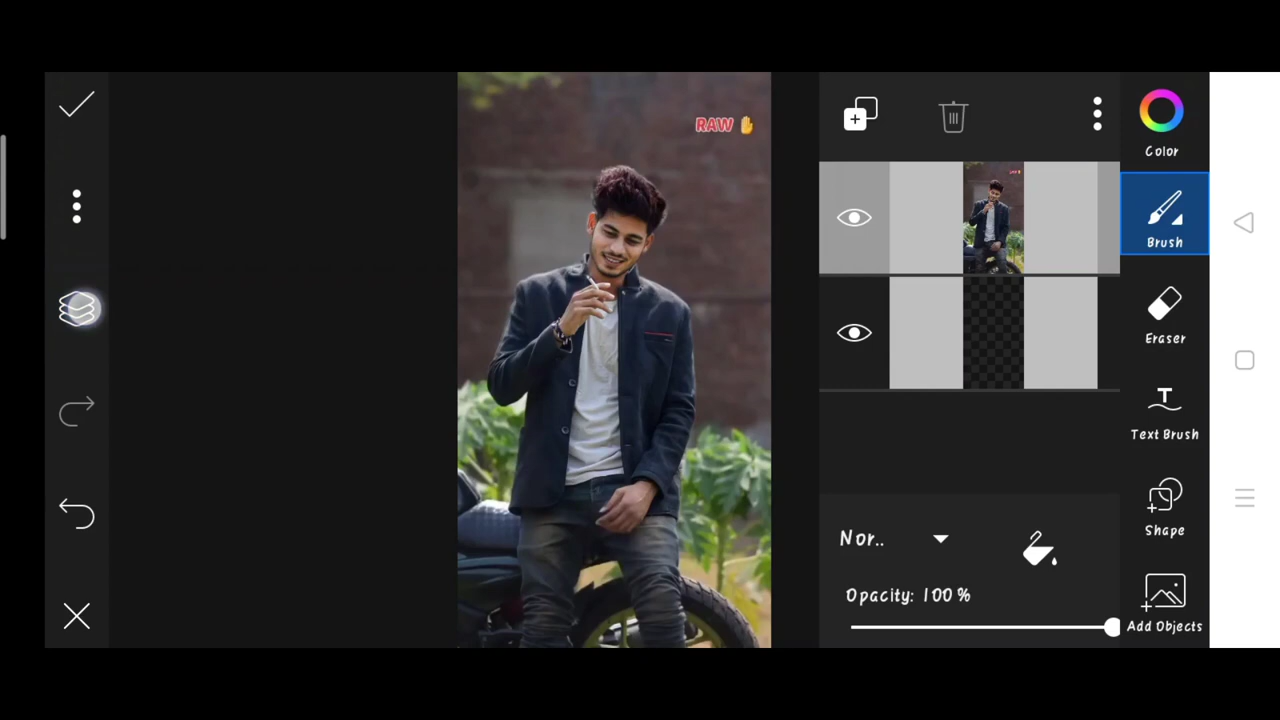 RAW ✋
Color
Brush
Eraser
Text Brush
Shape
Nor..
Opacity: 100%
Add Objects